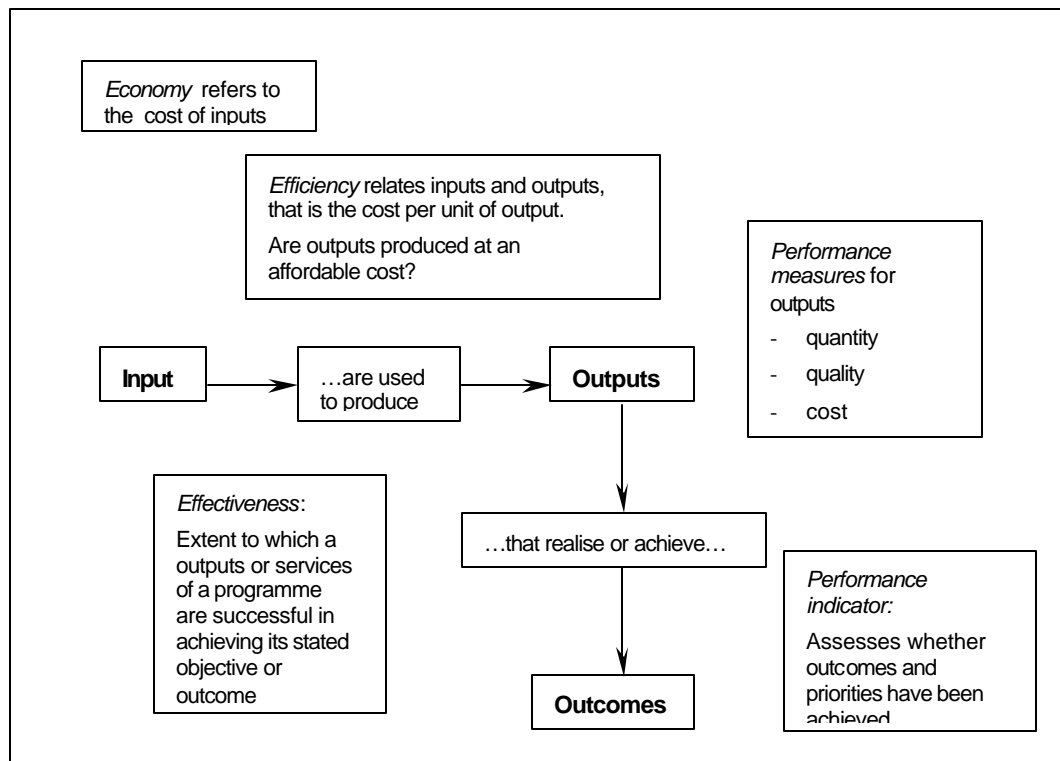 Economy refers to
the cost of inputs
Efficiency relates inputs and outputs,
that is the cost per unit of output.
Are outputs produced at an
affordable cost?
Performance
measures for
outputs
- quantity
- quality
- cost
Input
…are used
to produce
Outputs
Effectiveness:
Extent to which a
outputs or services
of a programme
are successful in
achieving its stated
objective or
outcome
…that realise or achieve…
Performance
indicator:
Assesses whether
outcomes and
priorities have been
achieved
Outcomes